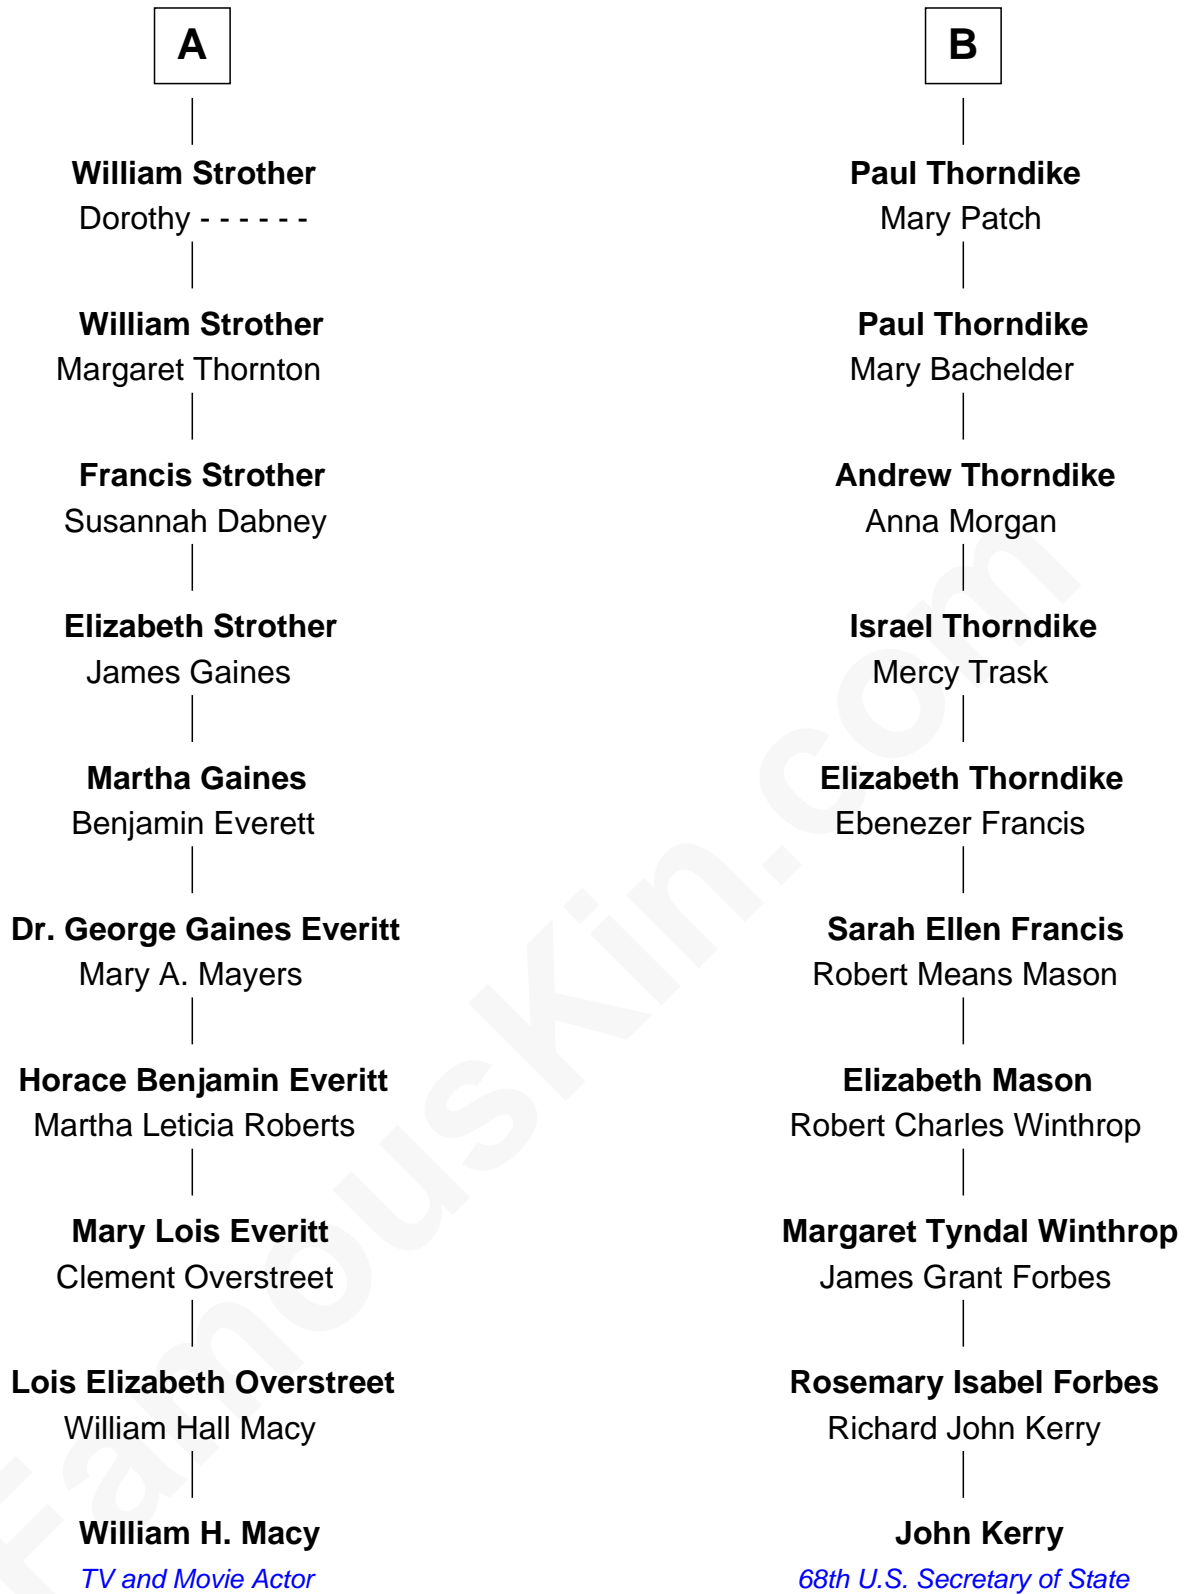 A
William Strother
Dorothy - - - - - -
William Strother
Margaret Thornton
Francis Strother
Susannah Dabney
Elizabeth Strother
James Gaines
Martha Gaines
Benjamin Everett
Dr. George Gaines Everitt
Mary A. Mayers
Horace Benjamin Everitt
Martha Leticia Roberts
Mary Lois Everitt
Clement Overstreet
Lois Elizabeth Overstreet
William Hall Macy
William H. Macy
TV and Movie Actor
B
Paul Thorndike
Mary Patch
Paul Thorndike
Mary Bachelder
Andrew Thorndike
Anna Morgan
Israel Thorndike
Mercy Trask
Elizabeth Thorndike
Ebenezer Francis
Sarah Ellen Francis
Robert Means Mason
Elizabeth Mason
Robert Charles Winthrop
Margaret Tyndal Winthrop
James Grant Forbes
Rosemary Isabel Forbes
Richard John Kerry
John Kerry
68th U.S. Secretary of State
FamousKin.com